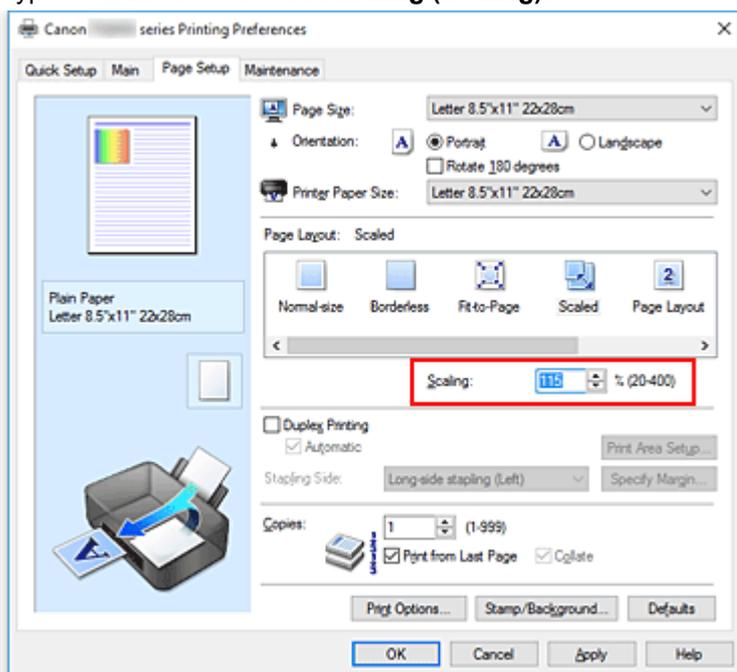 Canon series Printing Preferences
Quick Setup Main Page Setup Maintenance
Page Size: Letter 8.5"x11" 22x28cm
Orientation: A Portrait A Landscape
Rotate 180 degrees
Printer Paper Size: Letter 8.5"x11" 22x28cm
Page Layout: Scaled
Normal-size Borderless Fit-to-Page Scaled Page Layout
Plain Paper
Letter 8.5"x11" 22x28cm
Scaling: 115 % (20-400)
Duplex Printing
Automatic
Print Area Setup...
Stapling Side: Long-side stapling (Left) Specify Margin...
Copies: 1 (1-999)
Print from Last Page Collate
Print Options... Stamp/Background... Defaults
OK Cancel Apply Help